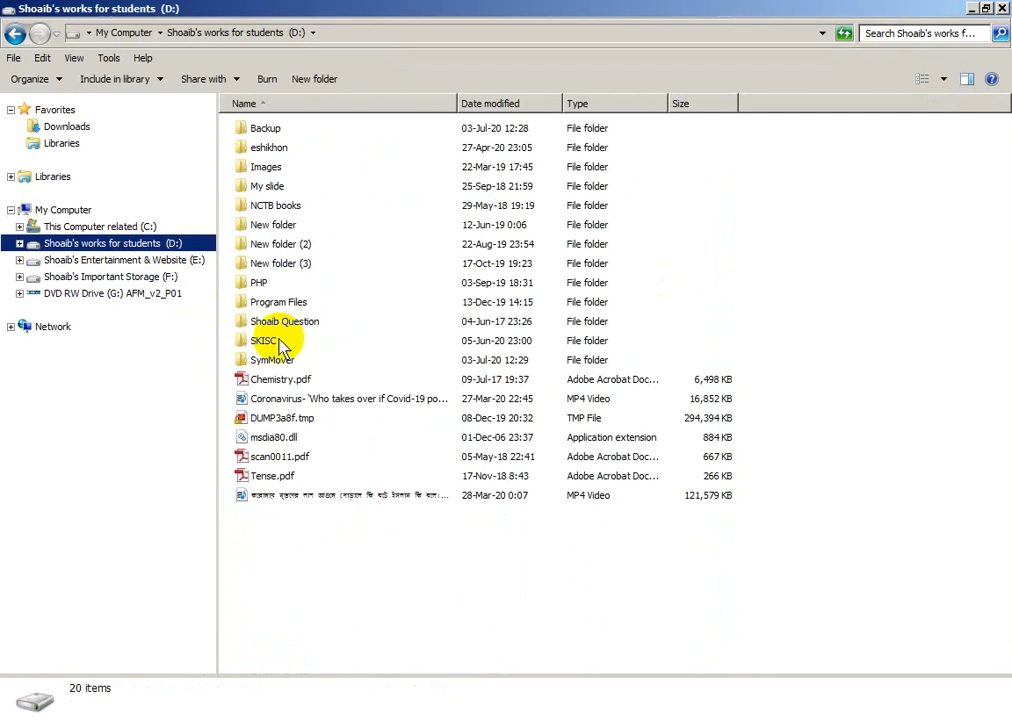 Shoaib's works for students (D:)
My Computer Shoaib's works for students (D:)
Search Shoaib's works f...
File Edit View Tools Help
Organize Include in library Share with Burn New folder
Favorites
Downloads
Libraries
Libraries
My Computer
This Computer related (C:)
Shoaib's works for students (D:)
Shoaib's Entertainment & Website (E:)
Shoaib's Important Storage (F:)
DVD RW Drive (G:) AFM_v2_P01
Network
Name Date modified Type Size
Backup 03-Jul-20 12:28 File folder
eshikhon 27-Apr-20 23:05 File folder
Images 22-Mar-19 17:45 File folder
My slide 25-Sep-18 21:59 File folder
NCTB books 29-May-18 19:19 File folder
New folder 12-Jun-19 0:06 File folder
New folder (2) 22-Aug-19 23:54 File folder
New folder (3) 17-Oct-19 19:23 File folder
PHP 03-Sep-19 18:31 File folder
Program Files 13-Dec-19 14:15 File folder
Shoaib Question 04-Jun-17 23:26 File folder
SKISC 05-Jun-20 23:00 File folder
SymMover 03-Jul-20 12:29 File folder
Chemistry.pdf 09-Jul-17 19:37 Adobe Acrobat Doc... 6,498 KB
Coronavirus- 'Who takes over if Covid-19 po... 27-Mar-20 22:45 MP4 Video 16,852 KB
DUMP3a8f.tmp 08-Dec-19 20:32 TMP File 294,394 KB
msdia80.dll 01-Dec-06 23:37 Application extension 884 KB
scan0011.pdf 05-May-18 22:41 Adobe Acrobat Doc... 667 KB
Tense.pdf 17-Nov-18 8:43 Adobe Acrobat Doc... 266 KB
28-Mar-20 0:07 MP4 Video 121,579 KB
20 items